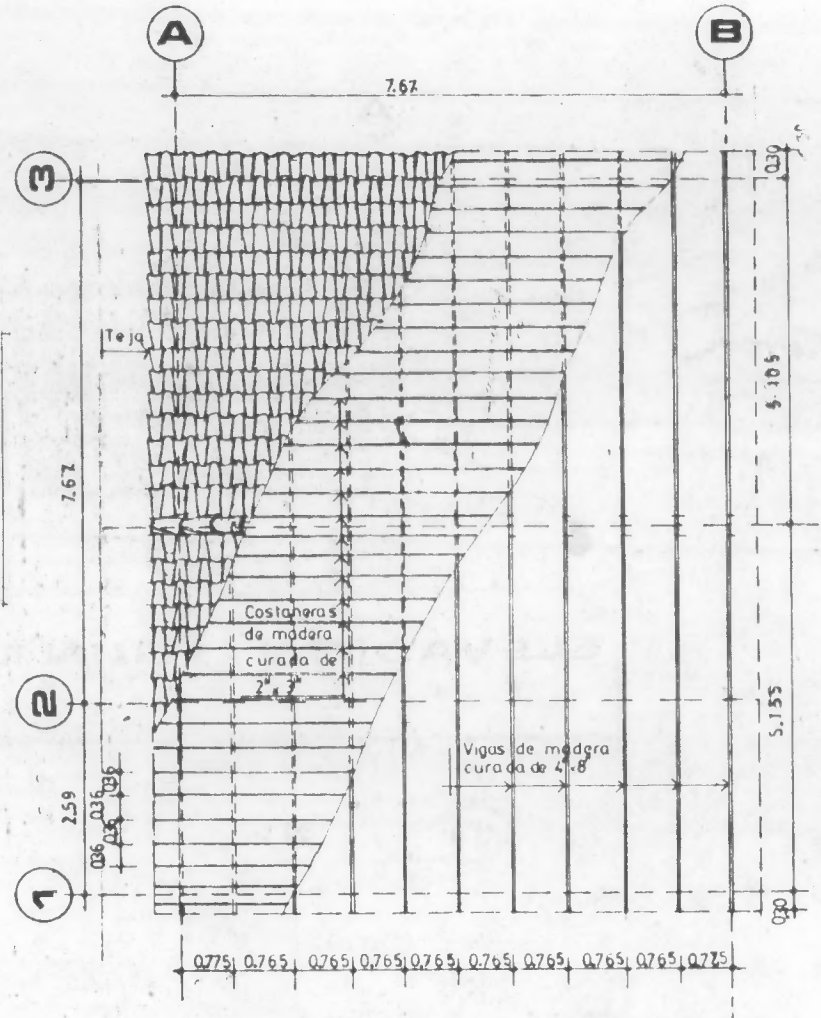 A
B
7.67
3
0.30
Teja
5.105
7.67
Costaneras
de madera
curada de
2" x 3"
2
Vigas de madera
curada de 4"x8"
5.155
0.36
0.36
0.36
0.36
2.59
1
0.30
0.775 0.765 0.765 0.765 0.765 0.765 0.765 0.765 0.765 0.775